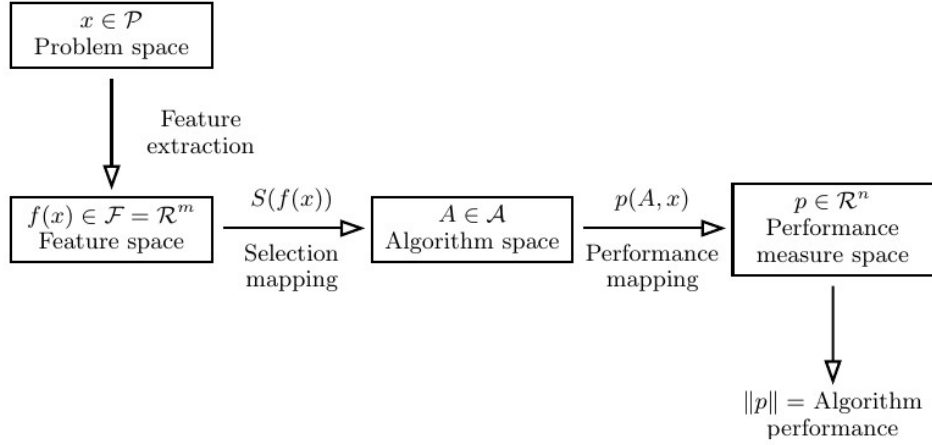 x ∈ 𝒫
Problem space
Feature
extraction
f(x) ∈ ℱ = ℛ^m
Feature space
S(f(x))
Selection
mapping
A ∈ 𝒜
Algorithm space
p(A, x)
Performance
mapping
p ∈ ℛ^n
Performance
measure space
‖p‖ = Algorithm
performance